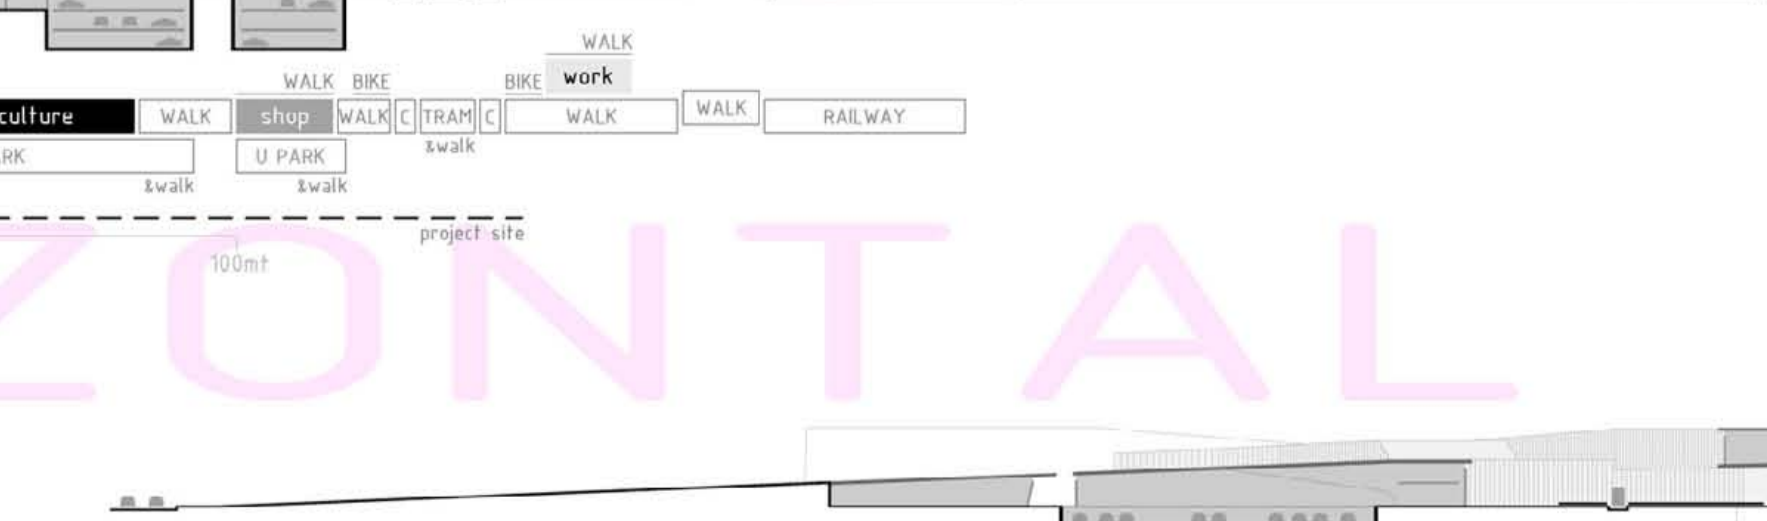 WALK
WALK BIKE BIKE work
culture WALK shop WALK C TRAM C WALK WALK RAILWAY
U PARK &walk
&walk &walk
project site
100mt
ZONTAL